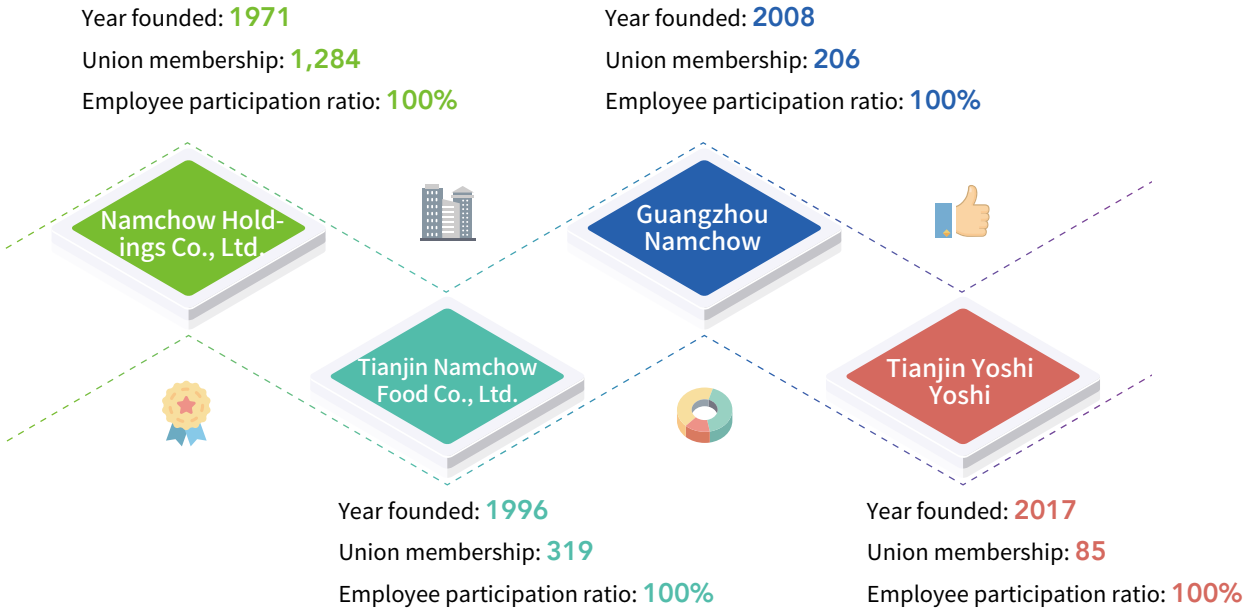 Year founded: 1971
Union membership: 1,284
Employee participation ratio: 100%
Namchow Hold-
ings Co., Ltd.
Tianjin Namchow
Food Co., Ltd.
Year founded: 1996
Union membership: 319
Employee participation ratio: 100%
Year founded: 2008
Union membership: 206
Employee participation ratio: 100%
Guangzhou
Namchow
Tianjin Yoshi
Yoshi
Year founded: 2017
Union membership: 85
Employee participation ratio: 100%